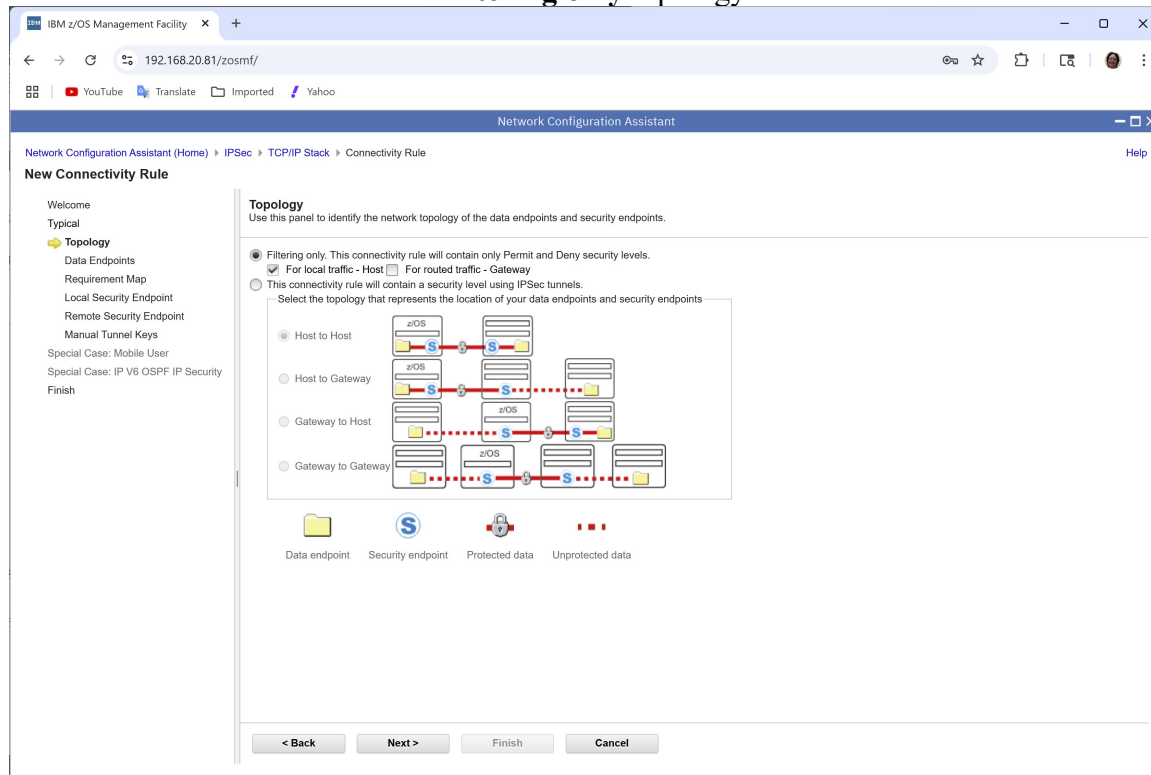 IBM z/OS Management Facility
192.168.20.81/zosmf/
YouTube Translate Imported Yahoo
Network Configuration Assistant
Network Configuration Assistant (Home) IPSec TCP/IP Stack Connectivity Rule Help
New Connectivity Rule
Welcome
Typical
Topology
Data Endpoints
Requirement Map
Local Security Endpoint
Remote Security Endpoint
Manual Tunnel Keys
Special Case: Mobile User
Special Case: IP V6 OSPF IP Security
Finish
Topology
Use this panel to identify the network topology of the data endpoints and security endpoints.
Filtering only. This connectivity rule will contain only Permit and Deny security levels.
For local traffic - Host For routed traffic - Gateway
This connectivity rule will contain a security level using IPSec tunnels.
Select the topology that represents the location of your data endpoints and security endpoints
z/OS
Host to Host
S S
z/OS
Host to Gateway
S S
z/OS
Gateway to Host
S S
z/OS
Gateway to Gateway
S S
S
Data endpoint Security endpoint Protected data Unprotected data
< Back Next > Finish Cancel